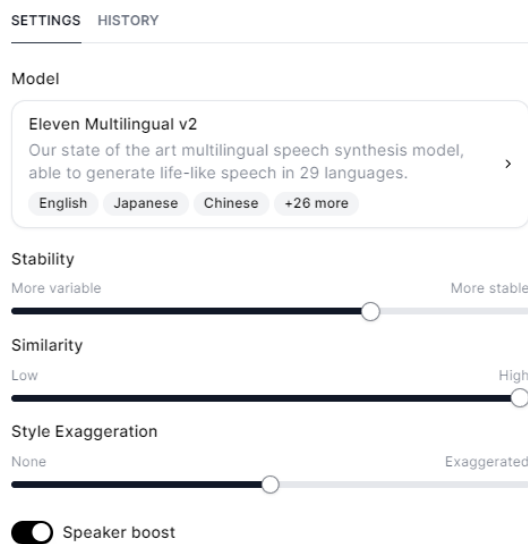 SETTINGS HISTORY
Model
Eleven Multilingual v2
Our state of the art multilingual speech synthesis model,
able to generate life-like speech in 29 languages.
English Japanese Chinese +26 more
Stability
More variable More stable
Similarity
Low High
Style Exaggeration
None Exaggerated
Speaker boost